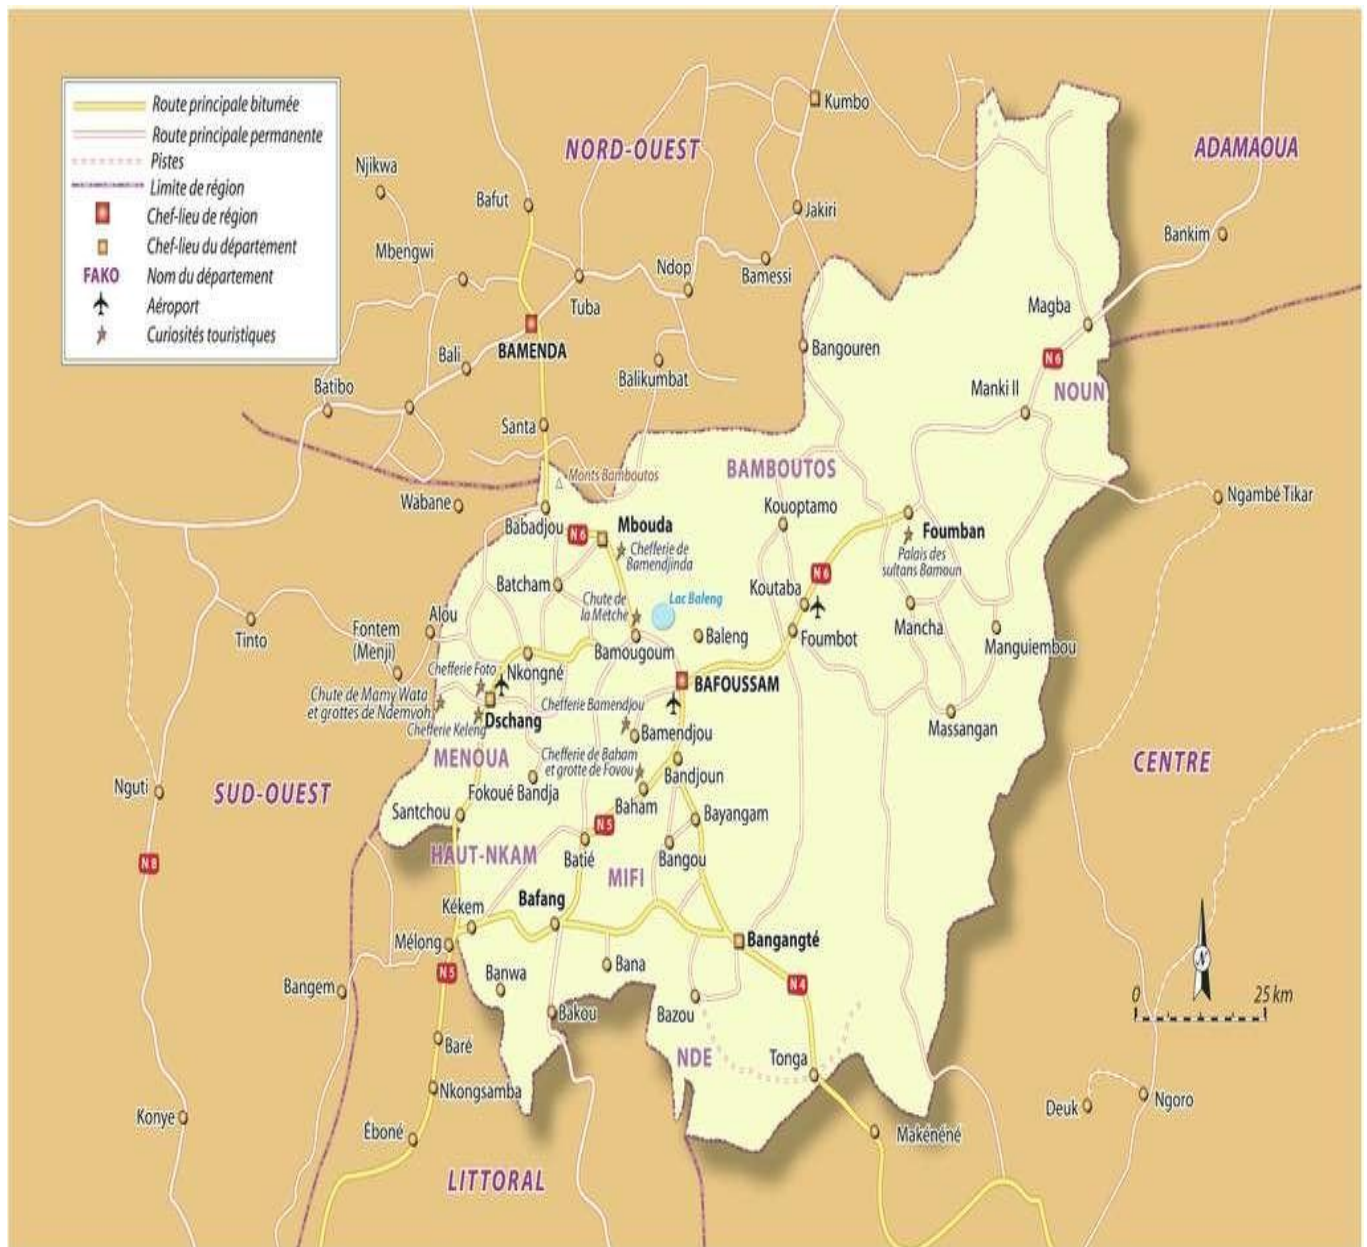 Route principale bitumée
Route principale permanente
Pistes
Limite de région
Chef-lieu de région
Chef-lieu du département
FAKO Nom du département
Aéroport
Curiosités touristiques
Kumbo
NORD-OUEST
ADAMAOUA
Njikwa
Bafut
Jakiri
Bankim
Mbengwi
Ndop
Bamessi
Tuba
Magba
BAMENDA
Bangouren
N6
Bali
Balikumbat
Manki II
NOUN
Batibo
Santa
BAMBOUTOS
Monts Bamboutos
Wabane
Kouoptamo
Ngambé Tikar
Babadjou
N6
Mbouda
Foumban
Chefferie de
Bamendjinda
Palais des
sultans Bamoun
N6
Batcham
Koutaba
Chute de
la Metche
Lac Baleng
Alou
Tinto
Fontem
(Menji)
Baleng
Foumbot
Mancha
Manguiembou
Bamougoum
Chefferie Foto
Nkongné
BAFOUSSAM
Chute de Mamy Wata
et grottes de Ndemvoh
Chefferie Bamendjou
Dschang
Chefferie Keleng
Bamendjou
Massangan
MENOUA
Chefferie de Baham
et grotte de Fovou
Bandjoun
CENTRE
Nguti
SUD-OUEST
Fokoué Bandja
Baham
Santchou
Bayangam
N5
N8
HAUT-NKAM
Batié
Bangou
MIFI
Kékem
Bafang
Mélong
Bangangté
N5
Bana
Banwa
N4
Bangem
0 25 km
N
Bakou
Bazou
Baré
NDE
Tonga
Nkongsamba
Deuk
Ngoro
Konye
Éboné
Makénéné
LITTORAL